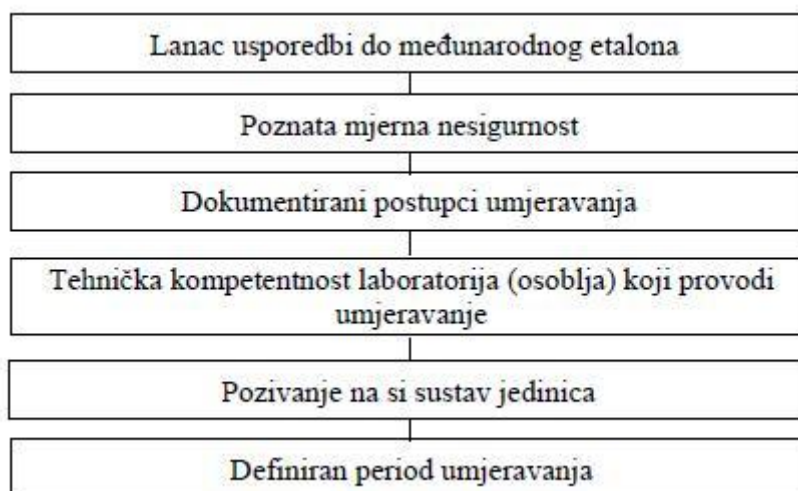 Lanac usporedbi do međunarodnog etalona
Poznata mjerna nesigurnost
Dokumentirani postupci umjeravanja
Tehnička kompetentnost laboratorija (osoblja) koji provodi
umjeravanje
Pozivanje na si sustav jedinica
Definiran period umjeravanja